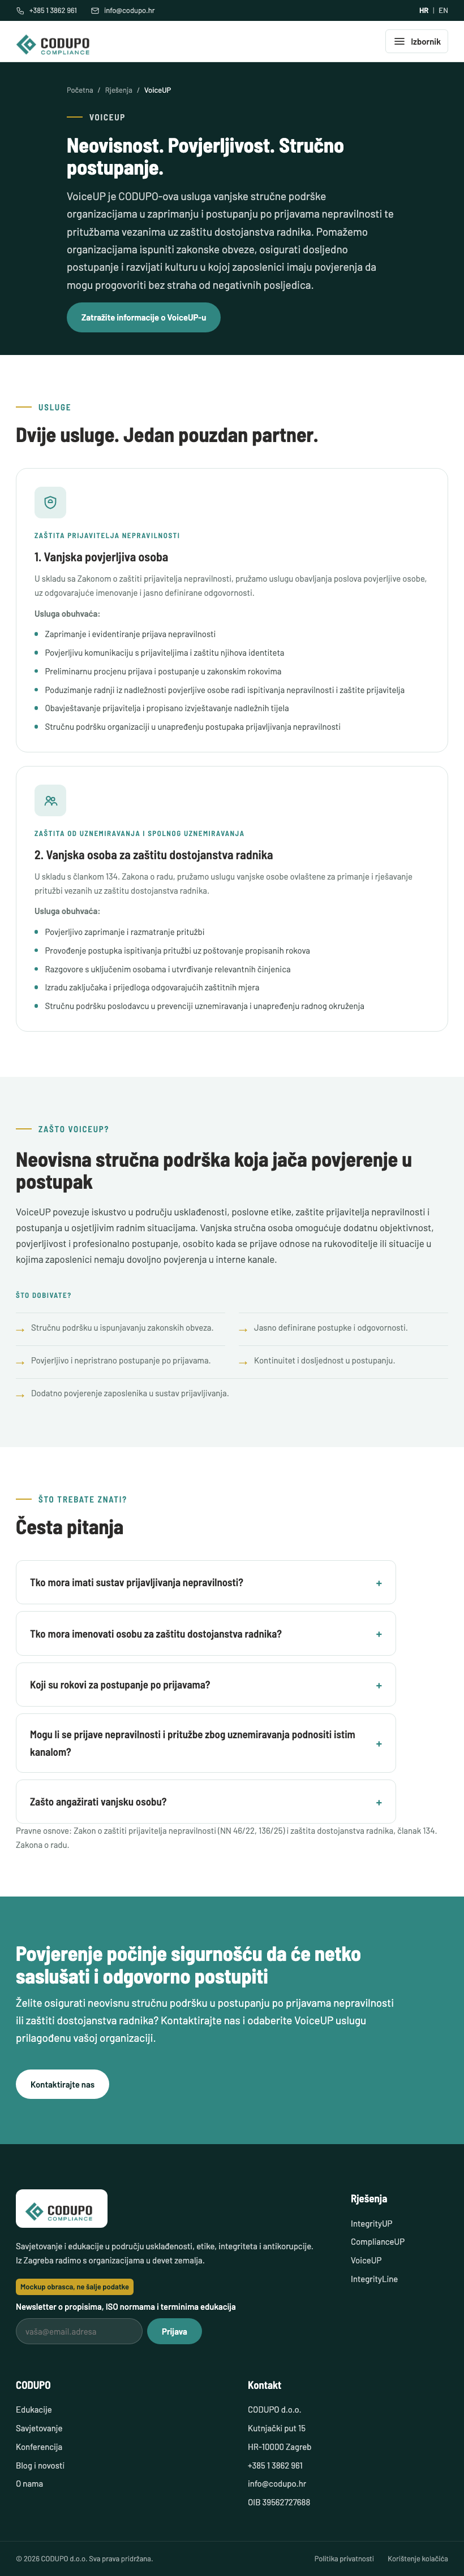 +385 1 3862 961
info@codupo.hr
HR | EN
CODUPO
COMPLIANCE
Izbornik
Početna / Rješenja / VoiceUP
VOICEUP
Neovisnost. Povjerljivost. Stručno
postupanje.
VoiceUP je CODUPO-ova usluga vanjske stručne podrške
organizacijama u zaprimanju i postupanju po prijavama nepravilnosti te
pritužbama vezanima uz zaštitu dostojanstva radnika. Pomažemo
organizacijama ispuniti zakonske obveze, osigurati dosljedno
postupanje i razvijati kulturu u kojoj zaposlenici imaju povjerenja da
mogu progovoriti bez straha od negativnih posljedica.
Zatražite informacije o VoiceUP-u
USLUGE
Dvije usluge. Jedan pouzdan partner.
ZAŠTITA PRIJAVITELJA NEPRAVILNOSTI
1. Vanjska povjerljiva osoba
U skladu sa Zakonom o zaštiti prijavitelja nepravilnosti, pružamo uslugu obavljanja poslova povjerljive osobe,
uz odgovarajuće imenovanje i jasno definirane odgovornosti.
Usluga obuhvaća:
Zaprimanje i evidentiranje prijava nepravilnosti
Povjerljivu komunikaciju s prijaviteljima i zaštitu njihova identiteta
Preliminarnu procjenu prijava i postupanje u zakonskim rokovima
Poduzimanje radnji iz nadležnosti povjerljive osobe radi ispitivanja nepravilnosti i zaštite prijavitelja
Obavještavanje prijavitelja i propisano izvještavanje nadležnih tijela
Stručnu podršku organizaciji u unapređenju postupaka prijavljivanja nepravilnosti
ZAŠTITA OD UZNEMIRAVANJA I SPOLNOG UZNEMIRAVANJA
2. Vanjska osoba za zaštitu dostojanstva radnika
U skladu s člankom 134. Zakona o radu, pružamo uslugu vanjske osobe ovlaštene za primanje i rješavanje
pritužbi vezanih uz zaštitu dostojanstva radnika.
Usluga obuhvaća:
Povjerljivo zaprimanje i razmatranje pritužbi
Provođenje postupka ispitivanja pritužbi uz poštovanje propisanih rokova
Razgovore s uključenim osobama i utvrđivanje relevantnih činjenica
Izradu zaključaka i prijedloga odgovarajućih zaštitnih mjera
Stručnu podršku poslodavcu u prevenciji uznemiravanja i unapređenju radnog okruženja
ZAŠTO VOICEUP?
Neovisna stručna podrška koja jača povjerenje u
postupak
VoiceUP povezuje iskustvo u području usklađenosti, poslovne etike, zaštite prijavitelja nepravilnosti i
postupanja u osjetljivim radnim situacijama. Vanjska stručna osoba omogućuje dodatnu objektivnost,
povjerljivost i profesionalno postupanje, osobito kada se prijave odnose na rukovoditelje ili situacije u
kojima zaposlenici nemaju dovoljno povjerenja u interne kanale.
ŠTO DOBIVATE?
→ Stručnu podršku u ispunjavanju zakonskih obveza.
→ Jasno definirane postupke i odgovornosti.
→ Povjerljivo i nepristrano postupanje po prijavama.
→ Kontinuitet i dosljednost u postupanju.
→ Dodatno povjerenje zaposlenika u sustav prijavljivanja.
ŠTO TREBATE ZNATI?
Česta pitanja
Tko mora imati sustav prijavljivanja nepravilnosti? +
Tko mora imenovati osobu za zaštitu dostojanstva radnika? +
Koji su rokovi za postupanje po prijavama? +
Mogu li se prijave nepravilnosti i pritužbe zbog uznemiravanja podnositi istim
kanalom? +
Zašto angažirati vanjsku osobu? +
Pravne osnove: Zakon o zaštiti prijavitelja nepravilnosti (NN 46/22, 136/25) i zaštita dostojanstva radnika, članak 134.
Zakona o radu.
Povjerenje počinje sigurnošću da će netko
saslušati i odgovorno postupiti
Želite osigurati neovisnu stručnu podršku u postupanju po prijavama nepravilnosti
ili zaštiti dostojanstva radnika? Kontaktirajte nas i odaberite VoiceUP uslugu
prilagođenu vašoj organizaciji.
Kontaktirajte nas
CODUPO
COMPLIANCE
Savjetovanje i edukacije u području usklađenosti, etike, integriteta i antikorupcije.
Iz Zagreba radimo s organizacijama u devet zemalja.
Mockup obrasca, ne šalje podatke
Newsletter o propisima, ISO normama i terminima edukacija
vaša@email.adresa
Prijava
Rješenja
IntegrityUP
ComplianceUP
VoiceUP
IntegrityLine
CODUPO
Edukacije
Savjetovanje
Konferencija
Blog i novosti
O nama
Kontakt
CODUPO d.o.o.
Kutnjački put 15
HR-10000 Zagreb
+385 1 3862 961
info@codupo.hr
OIB 39562727688
© 2026 CODUPO d.o.o. Sva prava pridržana.
Politika privatnosti
Korištenje kolačića